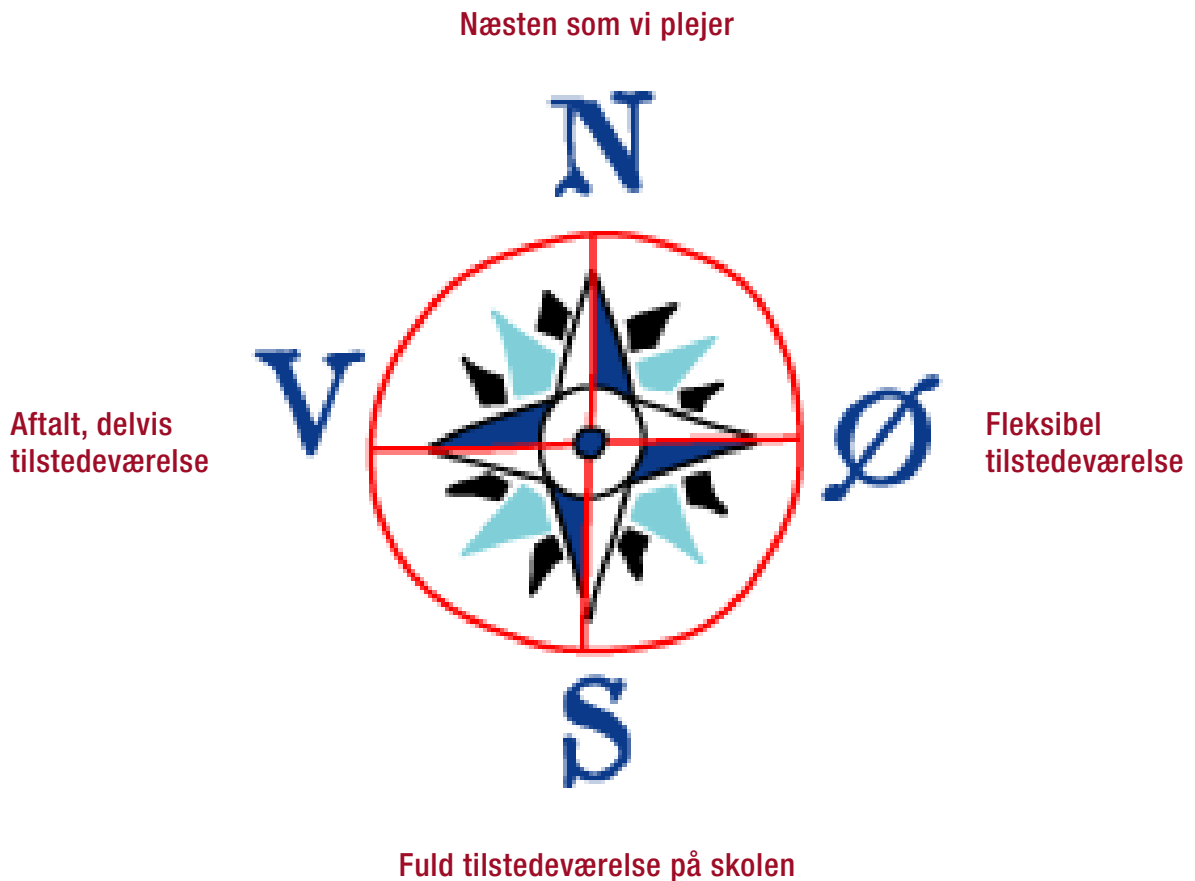 Næsten som vi plejer
N
V
Ø
Aftalt, delvis
tilstedeværelse
Fleksibel
tilstedeværelse
S
Fuld tilstedeværelse på skolen